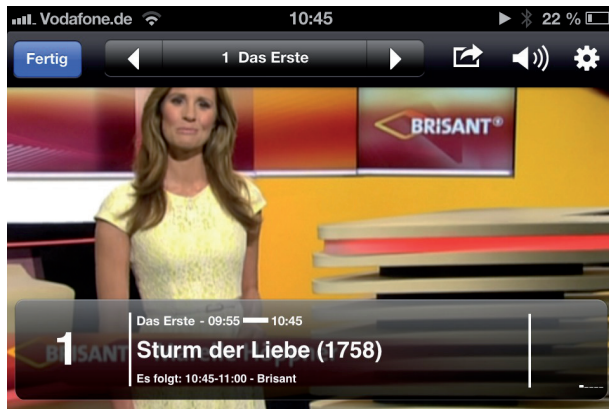 Vodafone.de 10:45 22 %
Fertig 1 Das Erste
BRISANT®
Das Erste - 09:55 10:45
1 Sturm der Liebe (1758)
Es folgt: 10:45-11:00 - Brisant